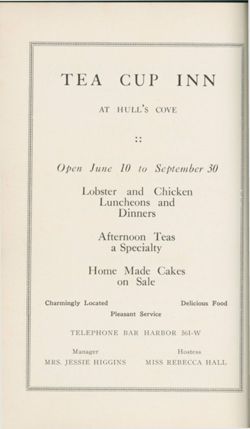 TEA CUP INN
AT HULL'S COVE
::
Open June 10 to September 30
Lobster and Chicken
Luncheons and
Dinners
Afternoon Teas
a Specialty
Home Made Cakes
on Sale
Charmingly Located Delicious Food
Pleasant Service
TELEPHONE BAR HARBOR 561-W
Manager Hostess
MRS. JESSIE HIGGINS MISS REBECCA HALL